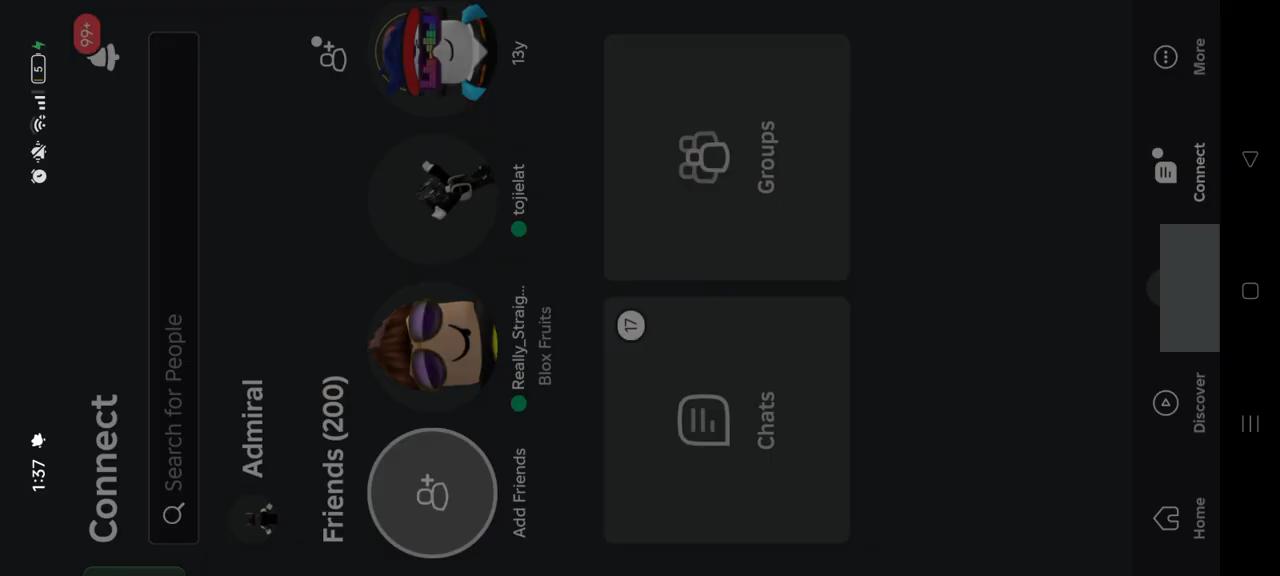 1:37
5
Connect
99+
Search for People
Admiral
Friends (200)
Add Friends
Really_Straig...
Blox Fruits
tojielat
13y
17
Chats
Groups
Home
Discover
Connect
More